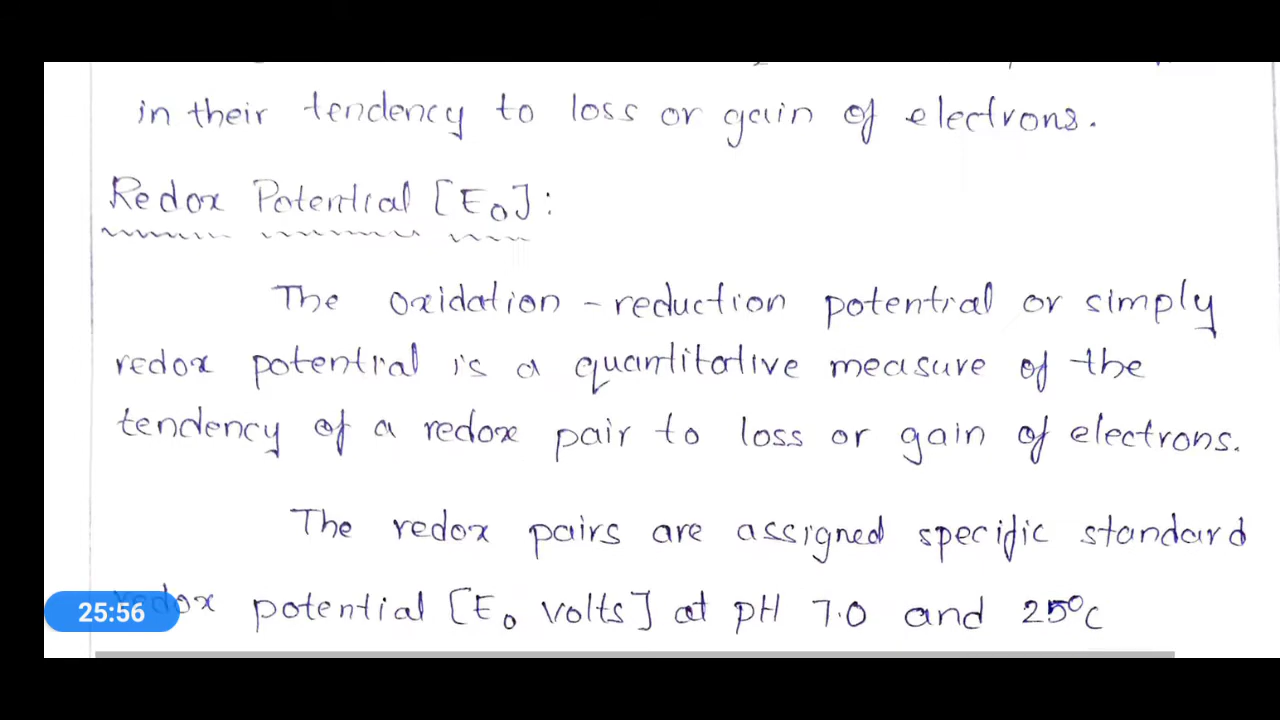 in their tendency to loss or gain of electrons.
Redox Potential [E₀]:
The oxidation - reduction potential or simply
redox potential is a quantitative measure of the
tendency of a redox pair to loss or gain of electrons.
The redox pairs are assigned specific standard
redox potential [E₀ volts] at pH 7.0 and 25°C
25:56